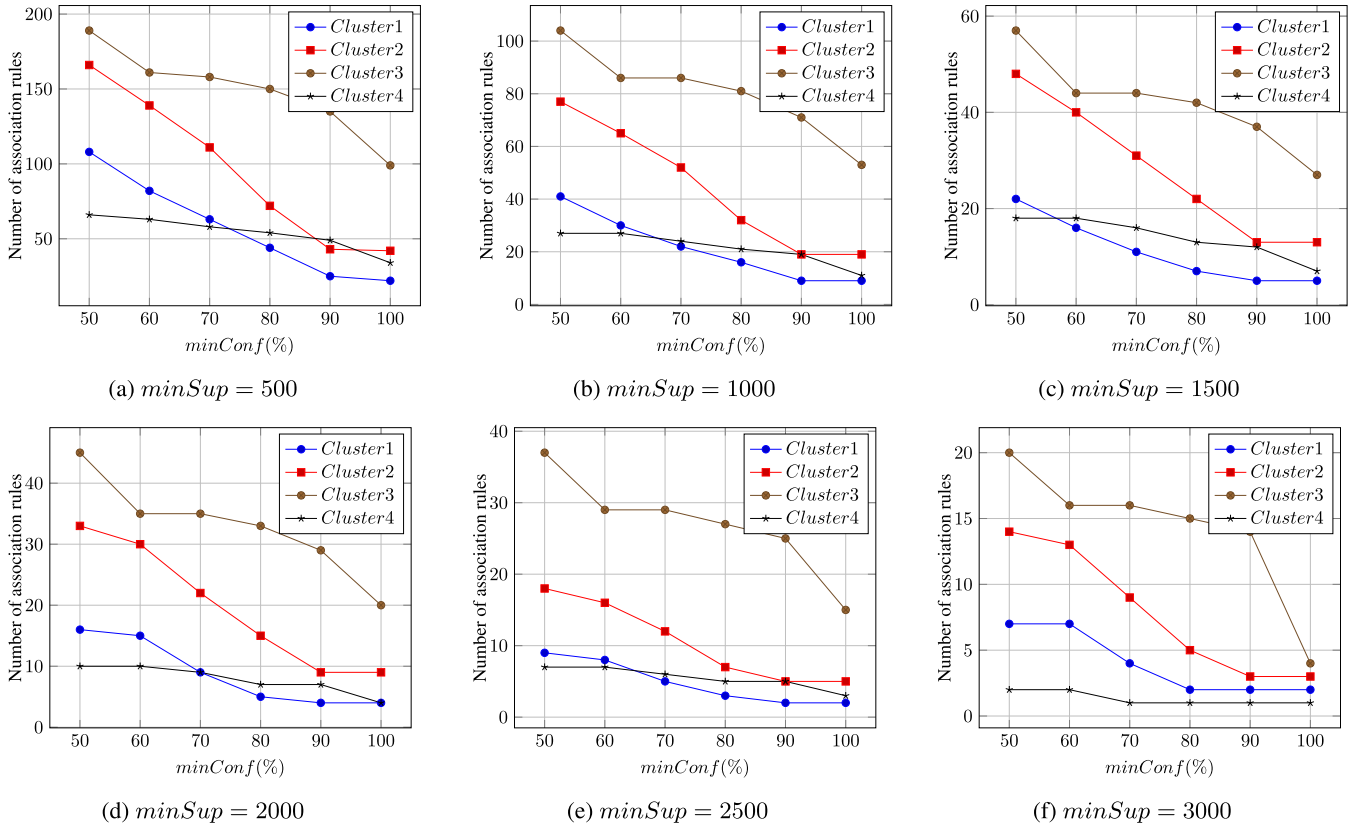 200
150
100
50
50 60 70 80 90 100
Number of association rules
minConf(%)
Cluster1
Cluster2
Cluster3
Cluster4
(a) minSup = 500
100
80
60
40
20
0
50 60 70 80 90 100
Number of association rules
minConf(%)
Cluster1
Cluster2
Cluster3
Cluster4
(b) minSup = 1000
60
40
20
0
50 60 70 80 90 100
Number of association rules
minConf(%)
Cluster1
Cluster2
Cluster3
Cluster4
(c) minSup = 1500
40
30
20
10
0
50 60 70 80 90 100
Number of association rules
minConf(%)
Cluster1
Cluster2
Cluster3
Cluster4
(d) minSup = 2000
40
30
20
10
0
50 60 70 80 90 100
Number of association rules
minConf(%)
Cluster1
Cluster2
Cluster3
Cluster4
(e) minSup = 2500
20
15
10
5
0
50 60 70 80 90 100
Number of association rules
minConf(%)
Cluster1
Cluster2
Cluster3
Cluster4
(f) minSup = 3000